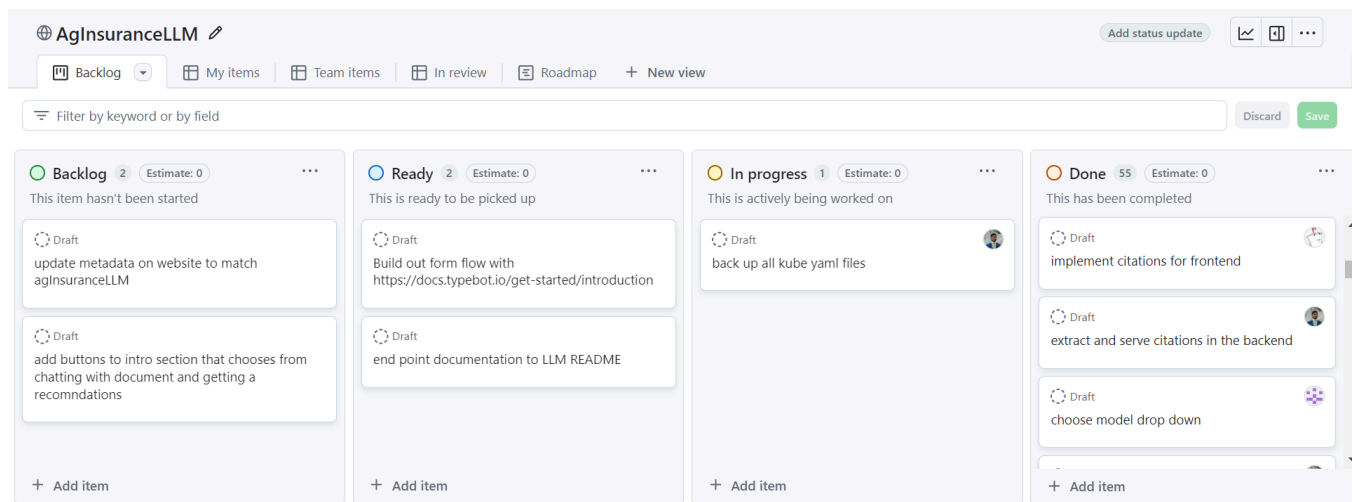 AgInsuranceLLM
Add status update
Backlog
My items
Team items
In review
Roadmap
+ New view
Filter by keyword or by field
Discard
Save
Backlog 2 Estimate: 0
This item hasn't been started
Draft
update metadata on website to match
agInsuranceLLM
Draft
add buttons to intro section that chooses from
chatting with document and getting a
recomndations
+ Add item
Ready 2 Estimate: 0
This is ready to be picked up
Draft
Build out form flow with
https://docs.typebot.io/get-started/introduction
Draft
end point documentation to LLM README
+ Add item
In progress 1 Estimate: 0
This is actively being worked on
Draft
back up all kube yaml files
+ Add item
Done 55 Estimate: 0
This has been completed
Draft
implement citations for frontend
Draft
extract and serve citations in the backend
Draft
choose model drop down
+ Add item